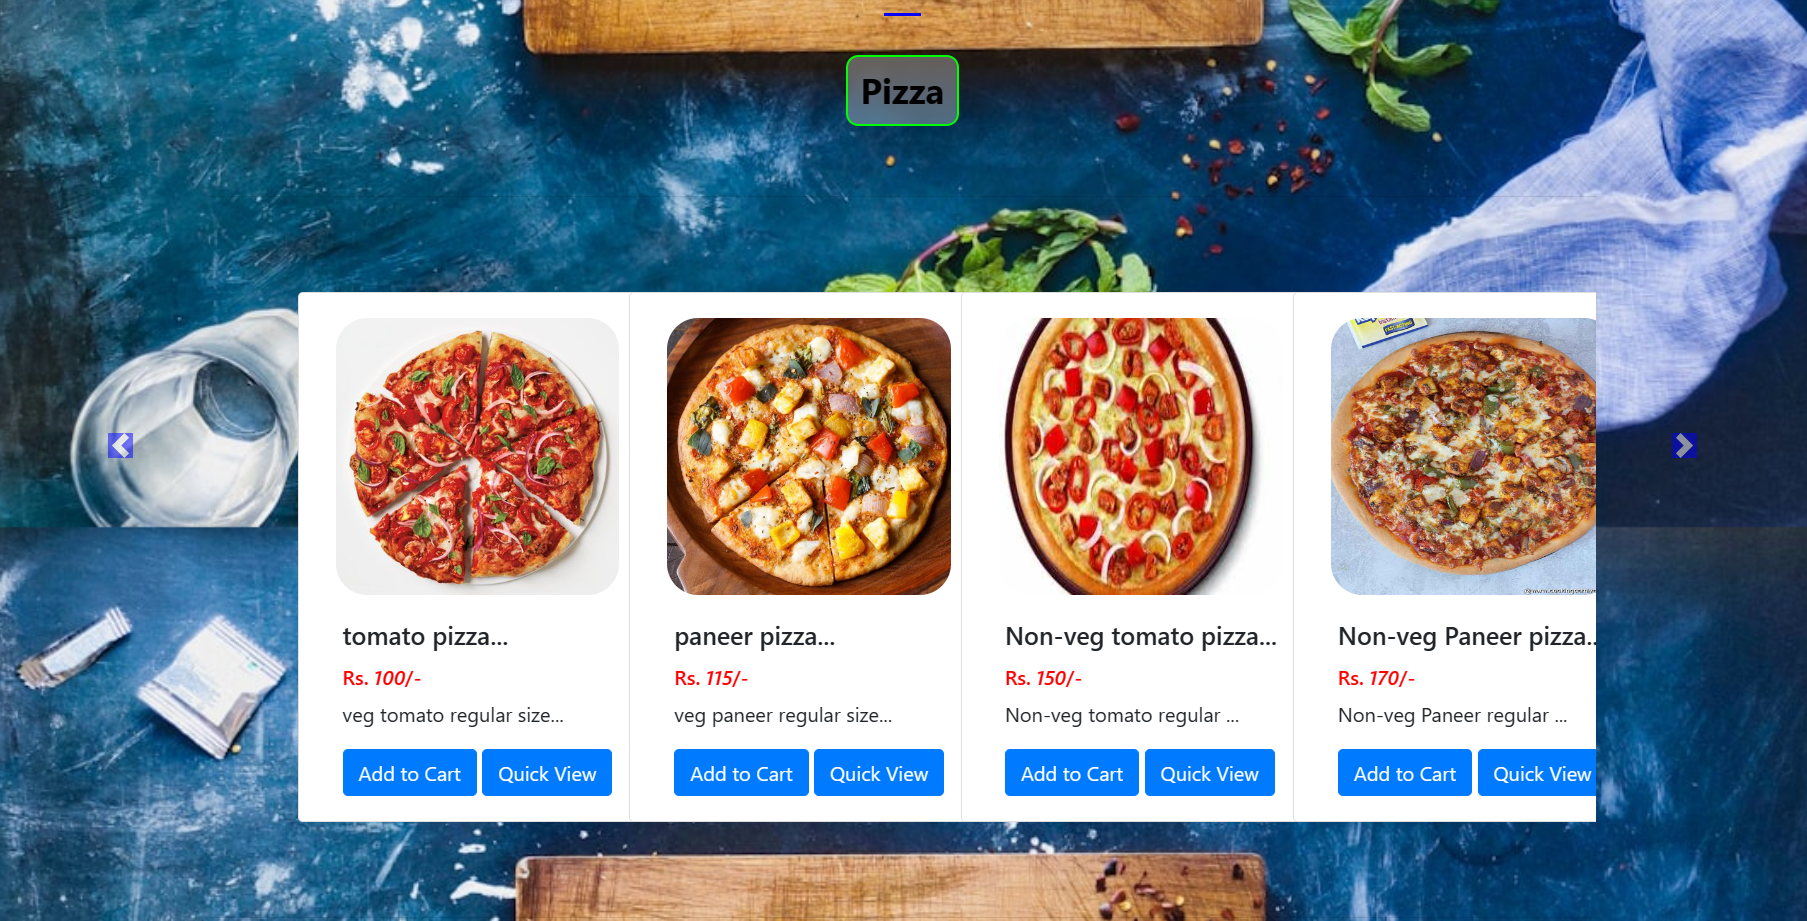 Pizza
tomato pizza...
Rs. 100/-
veg tomato regular size...
Add to Cart Quick View
paneer pizza...
Rs. 115/-
veg paneer regular size...
Add to Cart Quick View
Non-veg tomato pizza...
Rs. 150/-
Non-veg tomato regular ...
Add to Cart Quick View
Non-veg Paneer pizza..
Rs. 170/-
Non-veg Paneer regular ...
Add to Cart Quick View